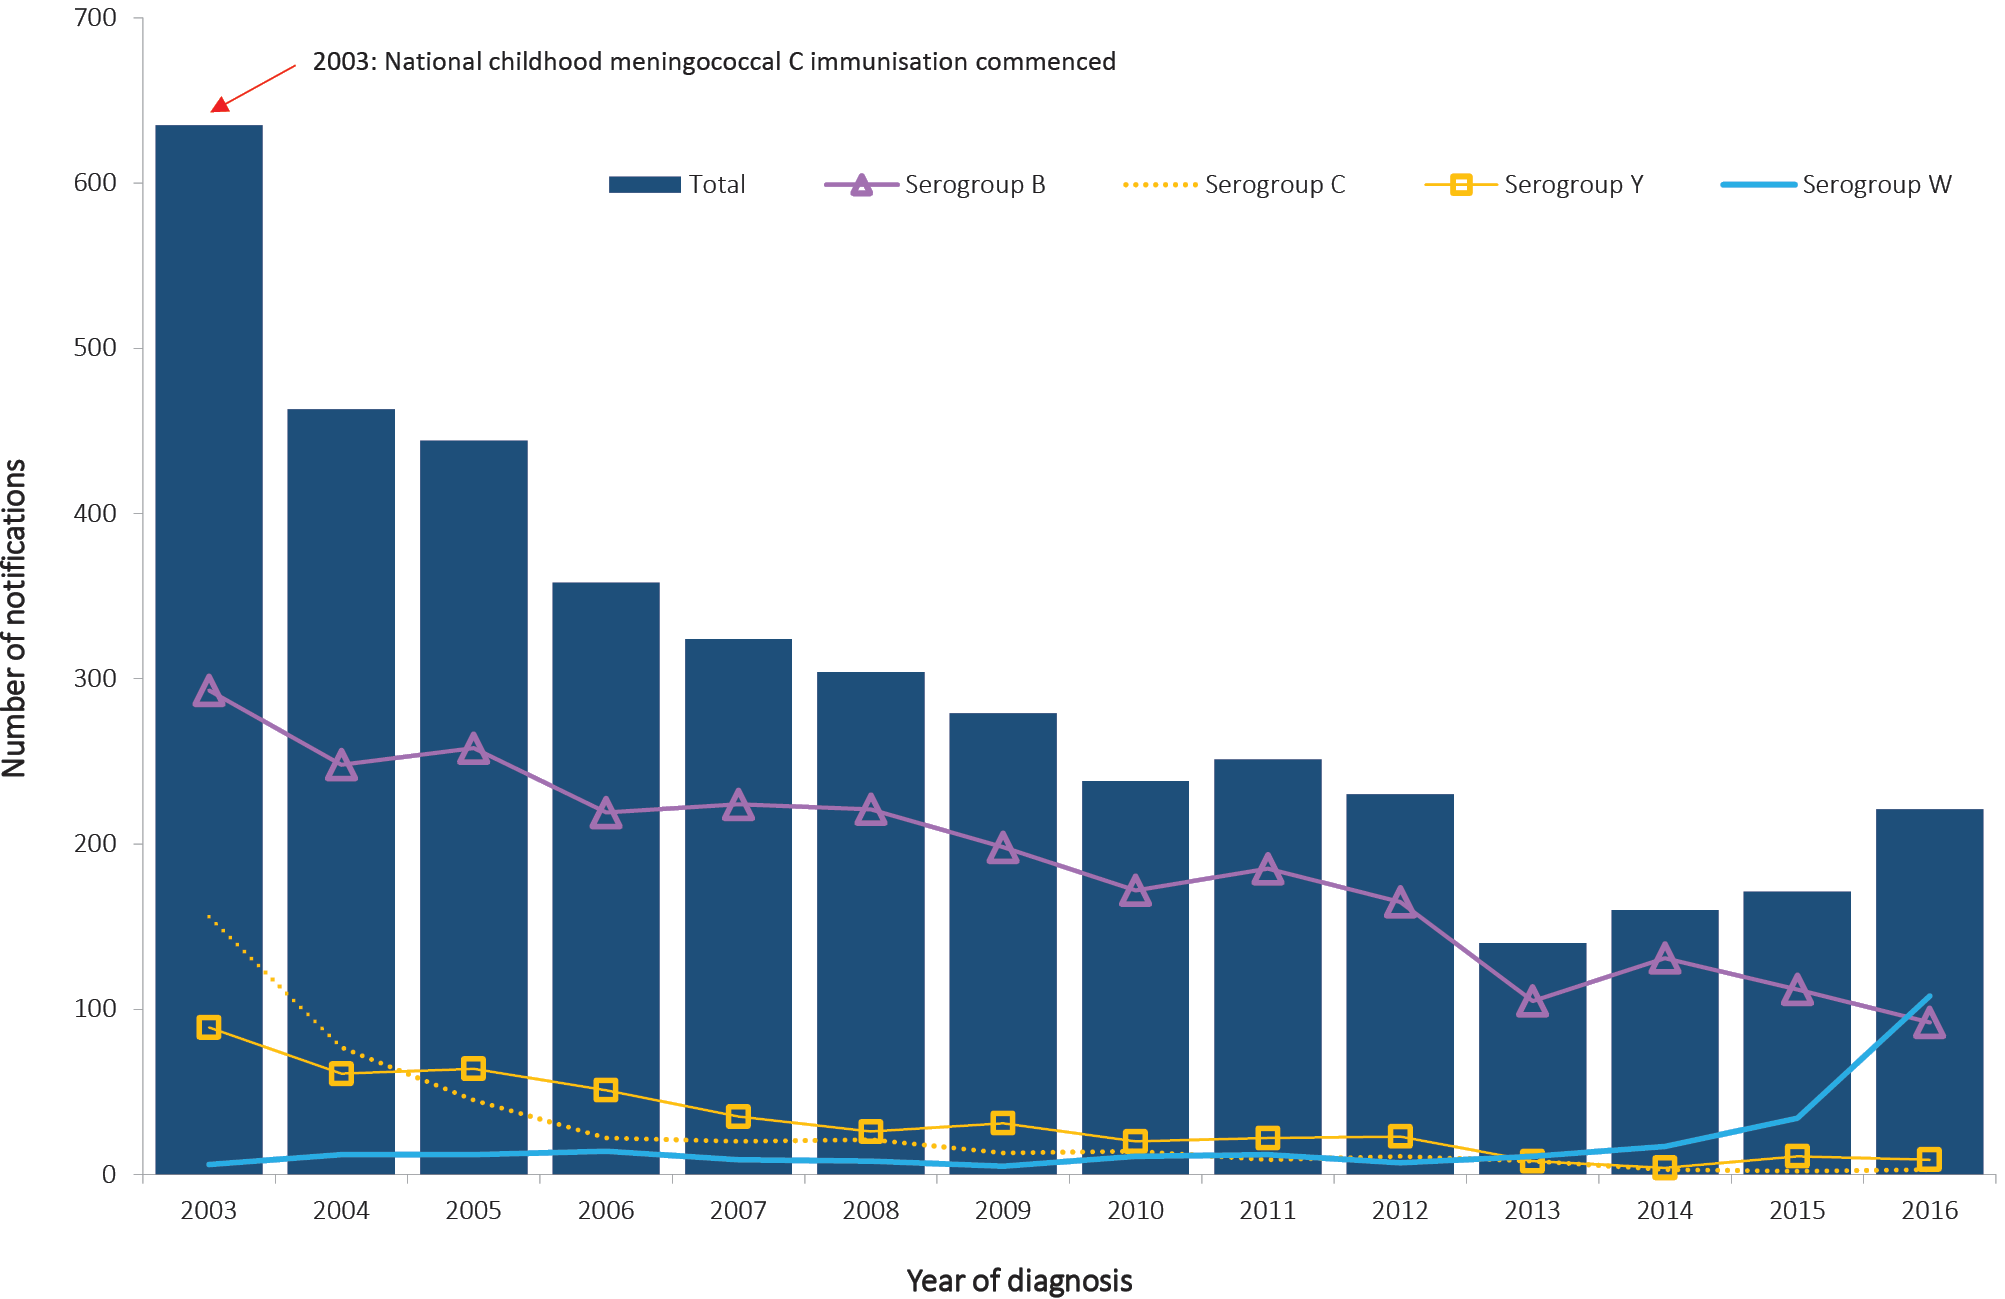 700
2003: National childhood meningococcal C immunisation commenced
600
Total
Serogroup B
Serogroup C
Serogroup Y
Serogroup W
500
400
300
200
100
0
Number of notifications
2003
2004
2005
2006
2007
2008
2009
2010
2011
2012
2013
2014
2015
2016
Year of diagnosis